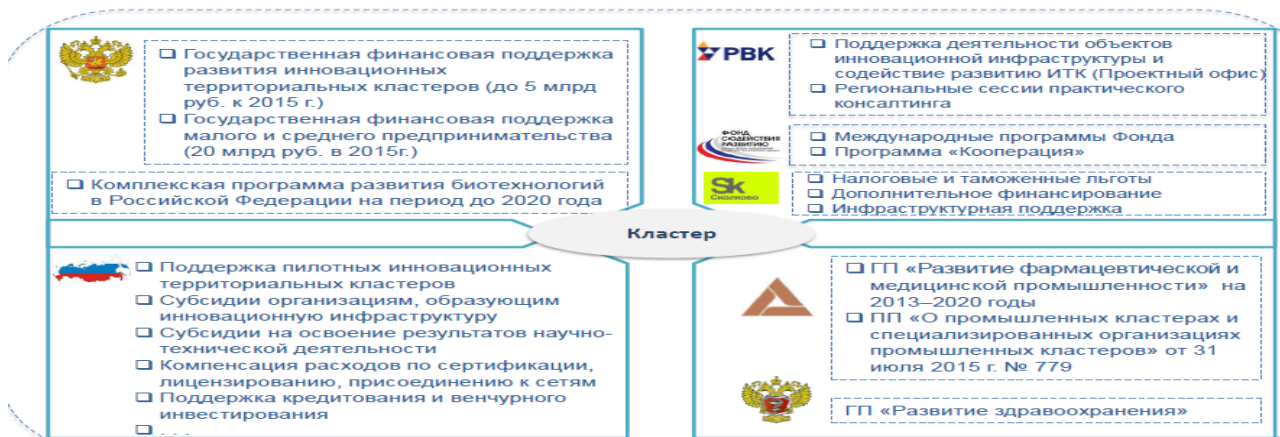 ❑ Государственная финансовая поддержка
развития инновационных
территориальных кластеров (до 5 млрд
руб. к 2015 г.)
❑ Государственная финансовая поддержка
малого и среднего предпринимательства
(20 млрд руб. в 2015г.)
❑ Комплекская программа развития биотехнологий
в Российской Федерации на период до 2020 года
РВК
❑ Поддержка деятельности объектов
инновационной инфраструктуры и
содействие развитию ИТК (Проектный офис)
❑ Региональные сессии практического
консалтинга
ФОНД
СОДЕЙСТВИЯ
РАЗВИТИЮ
❑ Международные программы Фонда
❑ Программа «Кооперация»
Sk
Сколково
❑ Налоговые и таможенные льготы
❑ Дополнительное финансирование
❑ Инфраструктурная поддержка
Кластер
❑ Поддержка пилотных инновационных
территориальных кластеров
❑ Субсидии организациям, образующим
инновационную инфраструктуру
❑ Субсидии на освоение результатов научно-
технической деятельности
❑ Компенсация расходов по сертификации,
лицензированию, присоединению к сетям
❑ Поддержка кредитования и венчурного
инвестирования
❑ . . .
❑ ГП «Развитие фармацевтической и
медицинской промышленности» на
2013–2020 годы
❑ ПП «О промышленных кластерах и
специализированных организациях
промышленных кластеров» от 31
июля 2015 г. № 779
ГП «Развитие здравоохранения»